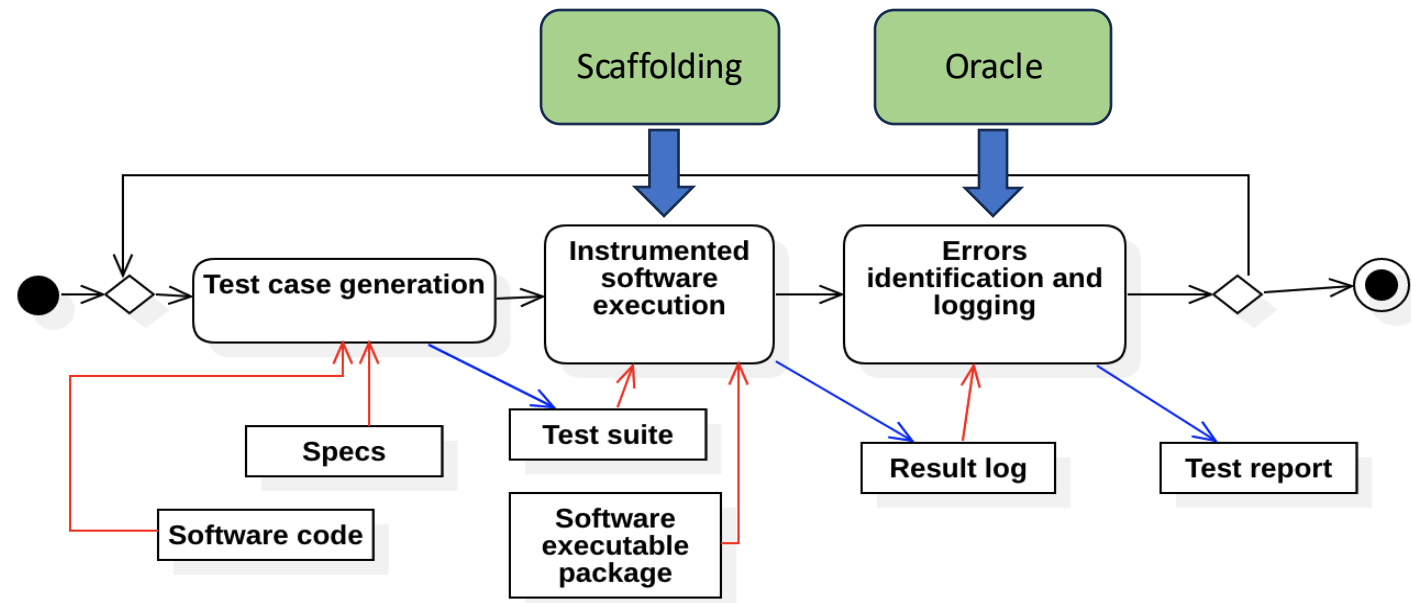 Scaffolding
Oracle
Test case generation
Instrumented
software
execution
Errors
identification and
logging
Specs
Test suite
Result log
Test report
Software code
Software
executable
package